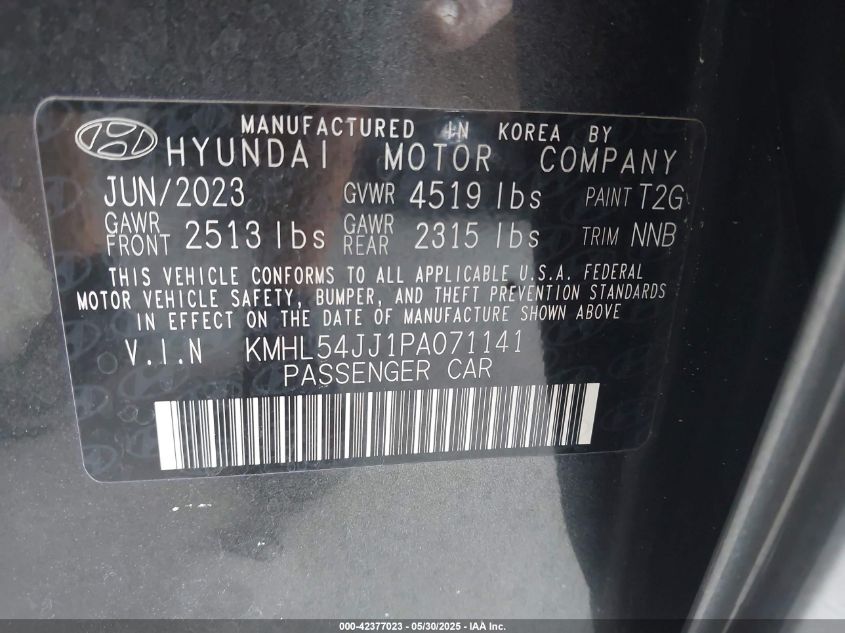 MANUFACTURED IN KOREA BY
HYUNDAI MOTOR COMPANY
JUN/2023 GVWR 4519 lbs PAINT T2G
GAWR FRONT 2513 lbs GAWR REAR 2315 lbs TRIM NNB
THIS VEHICLE CONFORMS TO ALL APPLICABLE U.S.A. FEDERAL
MOTOR VEHICLE SAFETY, BUMPER, AND THEFT PREVENTION STANDARDS
IN EFFECT ON THE DATE OF MANUFACTURE SHOWN ABOVE
V.I.N KMHL54JJ1PA071141
PASSENGER CAR
000-42377023 - 05/30/2025 - IAA Inc.